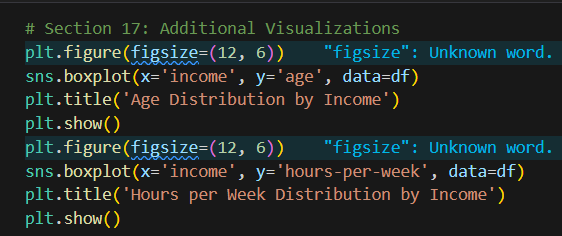 # Section 17: Additional Visualizations
plt.figure(figsize=(12, 6))    "figsize": Unknown word.
sns.boxplot(x='income', y='age', data=df)
plt.title('Age Distribution by Income')
plt.show()
plt.figure(figsize=(12, 6))    "figsize": Unknown word.
sns.boxplot(x='income', y='hours-per-week', data=df)
plt.title('Hours per Week Distribution by Income')
plt.show()